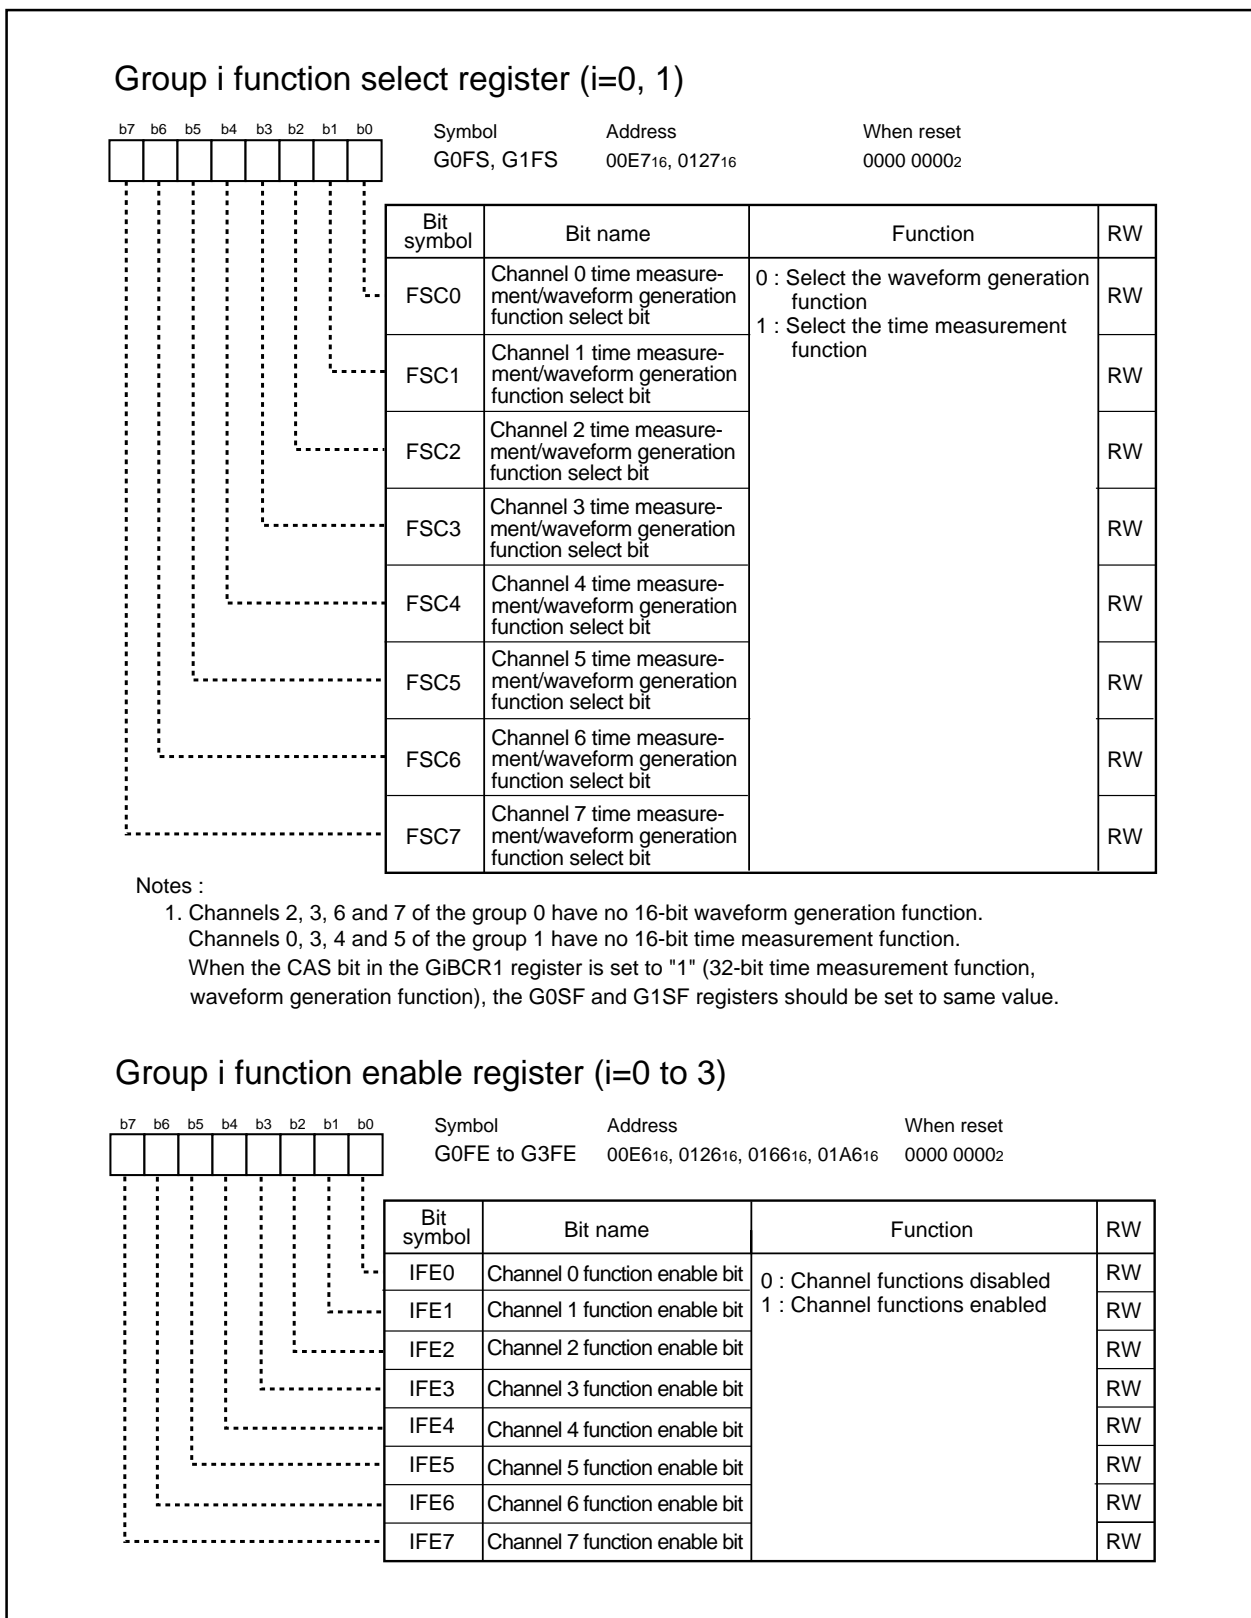 Group i function select register (i=0, 1)
b7 b6 b5 b4 b3 b2 b1 b0
Symbol Address When reset
G0FS, G1FS 00E716, 012716 0000 00002
Bit symbol Bit name Function RW
FSC0 Channel 0 time measure-
ment/waveform generation
function select bit
0 : Select the waveform generation
function
1 : Select the time measurement
function
RW
FSC1 Channel 1 time measure-
ment/waveform generation
function select bit
RW
FSC2 Channel 2 time measure-
ment/waveform generation
function select bit
RW
FSC3 Channel 3 time measure-
ment/waveform generation
function select bit
RW
FSC4 Channel 4 time measure-
ment/waveform generation
function select bit
RW
FSC5 Channel 5 time measure-
ment/waveform generation
function select bit
RW
FSC6 Channel 6 time measure-
ment/waveform generation
function select bit
RW
FSC7 Channel 7 time measure-
ment/waveform generation
function select bit
RW
Notes :
1. Channels 2, 3, 6 and 7 of the group 0 have no 16-bit waveform generation function.
Channels 0, 3, 4 and 5 of the group 1 have no 16-bit time measurement function.
When the CAS bit in the GiBCR1 register is set to "1" (32-bit time measurement function,
waveform generation function), the G0SF and G1SF registers should be set to same value.
Group i function enable register (i=0 to 3)
b7 b6 b5 b4 b3 b2 b1 b0
Symbol Address When reset
G0FE to G3FE 00E616, 012616, 016616, 01A616 0000 00002
Bit symbol Bit name Function RW
IFE0 Channel 0 function enable bit 0 : Channel functions disabled RW
IFE1 Channel 1 function enable bit 1 : Channel functions enabled RW
IFE2 Channel 2 function enable bit RW
IFE3 Channel 3 function enable bit RW
IFE4 Channel 4 function enable bit RW
IFE5 Channel 5 function enable bit RW
IFE6 Channel 6 function enable bit RW
IFE7 Channel 7 function enable bit RW